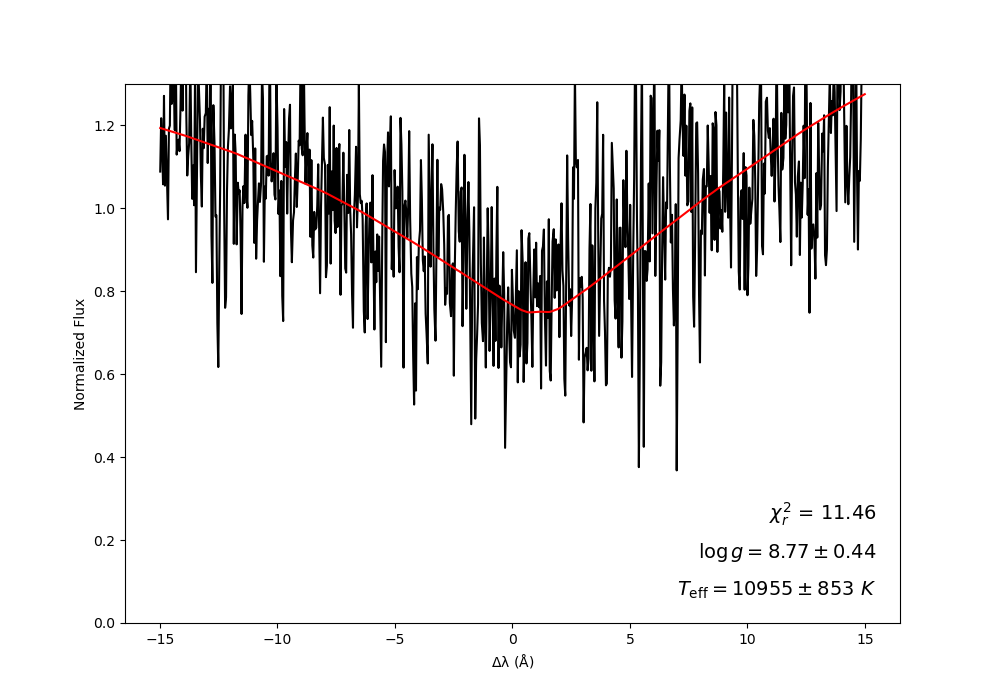 1.2
1.0
0.8
0.6
0.4
0.2
0.0
Normalized Flux
χ²ᵣ = 11.46
log g = 8.77 ± 0.44
T_eff = 10955 ± 853 K
−15 −10 −5 0 5 10 15
Δλ (Å)